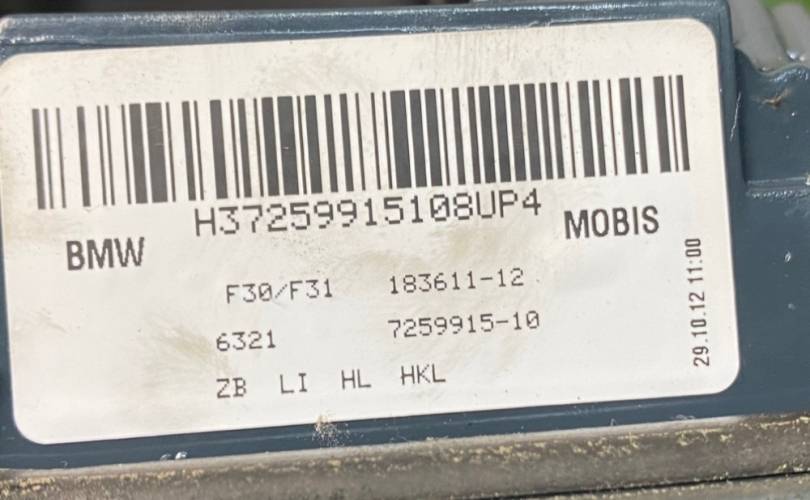 H37259915108UP4
BMW MOBIS
F30/F31 183611-12
6321 7259915-10
ZB LI HL HKL
29.10.12 11:00